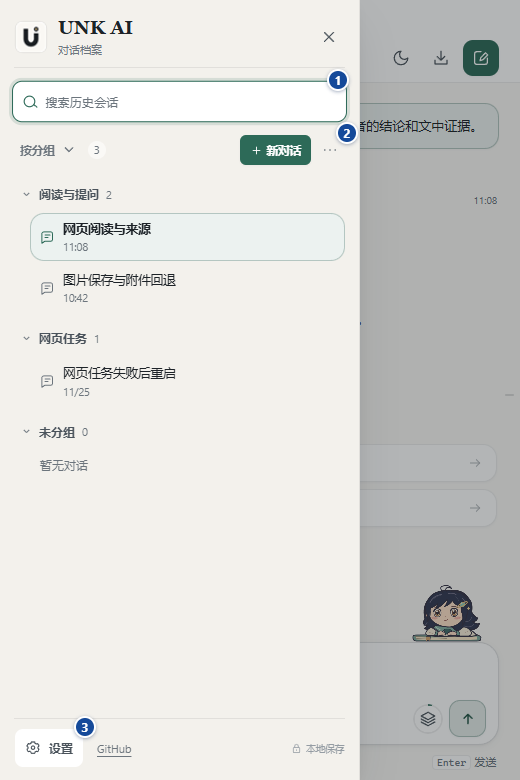 UNK AI
对话档案
1
搜索历史会话
2
按分组 3 + 新对话 ···
阅读与提问 2
网页阅读与来源
11:08
图片保存与附件回退
10:42
网页任务 1
网页任务失败后重启
11/25
未分组 0
暂无对话
3
设置 GitHub 本地保存
的结论和文中证据。
11:08
Enter 发送